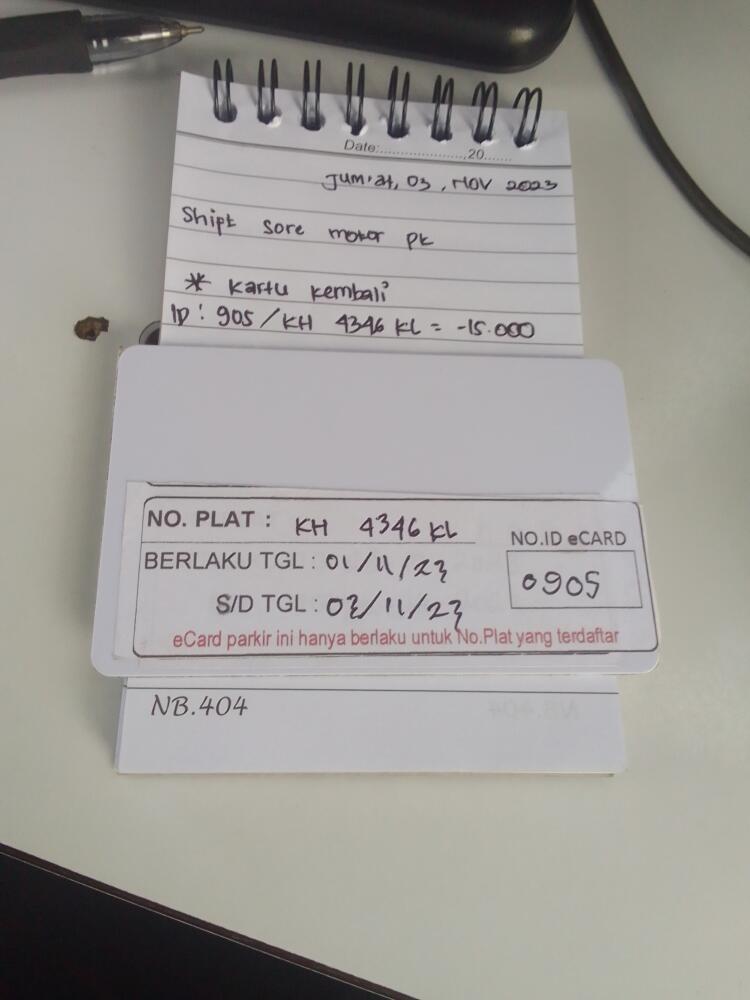 Date:....................,20.......
Jum'at, 03, Nov 2023
Shipt sore motor pk
* Kartu kembali
ID : 905 / KH 4346 KL = -15.000
NO. PLAT : KH 4346 KL
NO.ID eCARD
BERLAKU TGL : 01/11/23
0905
S/D TGL : 03/11/23
eCard parkir ini hanya berlaku untuk No.Plat yang terdaftar
NB.404